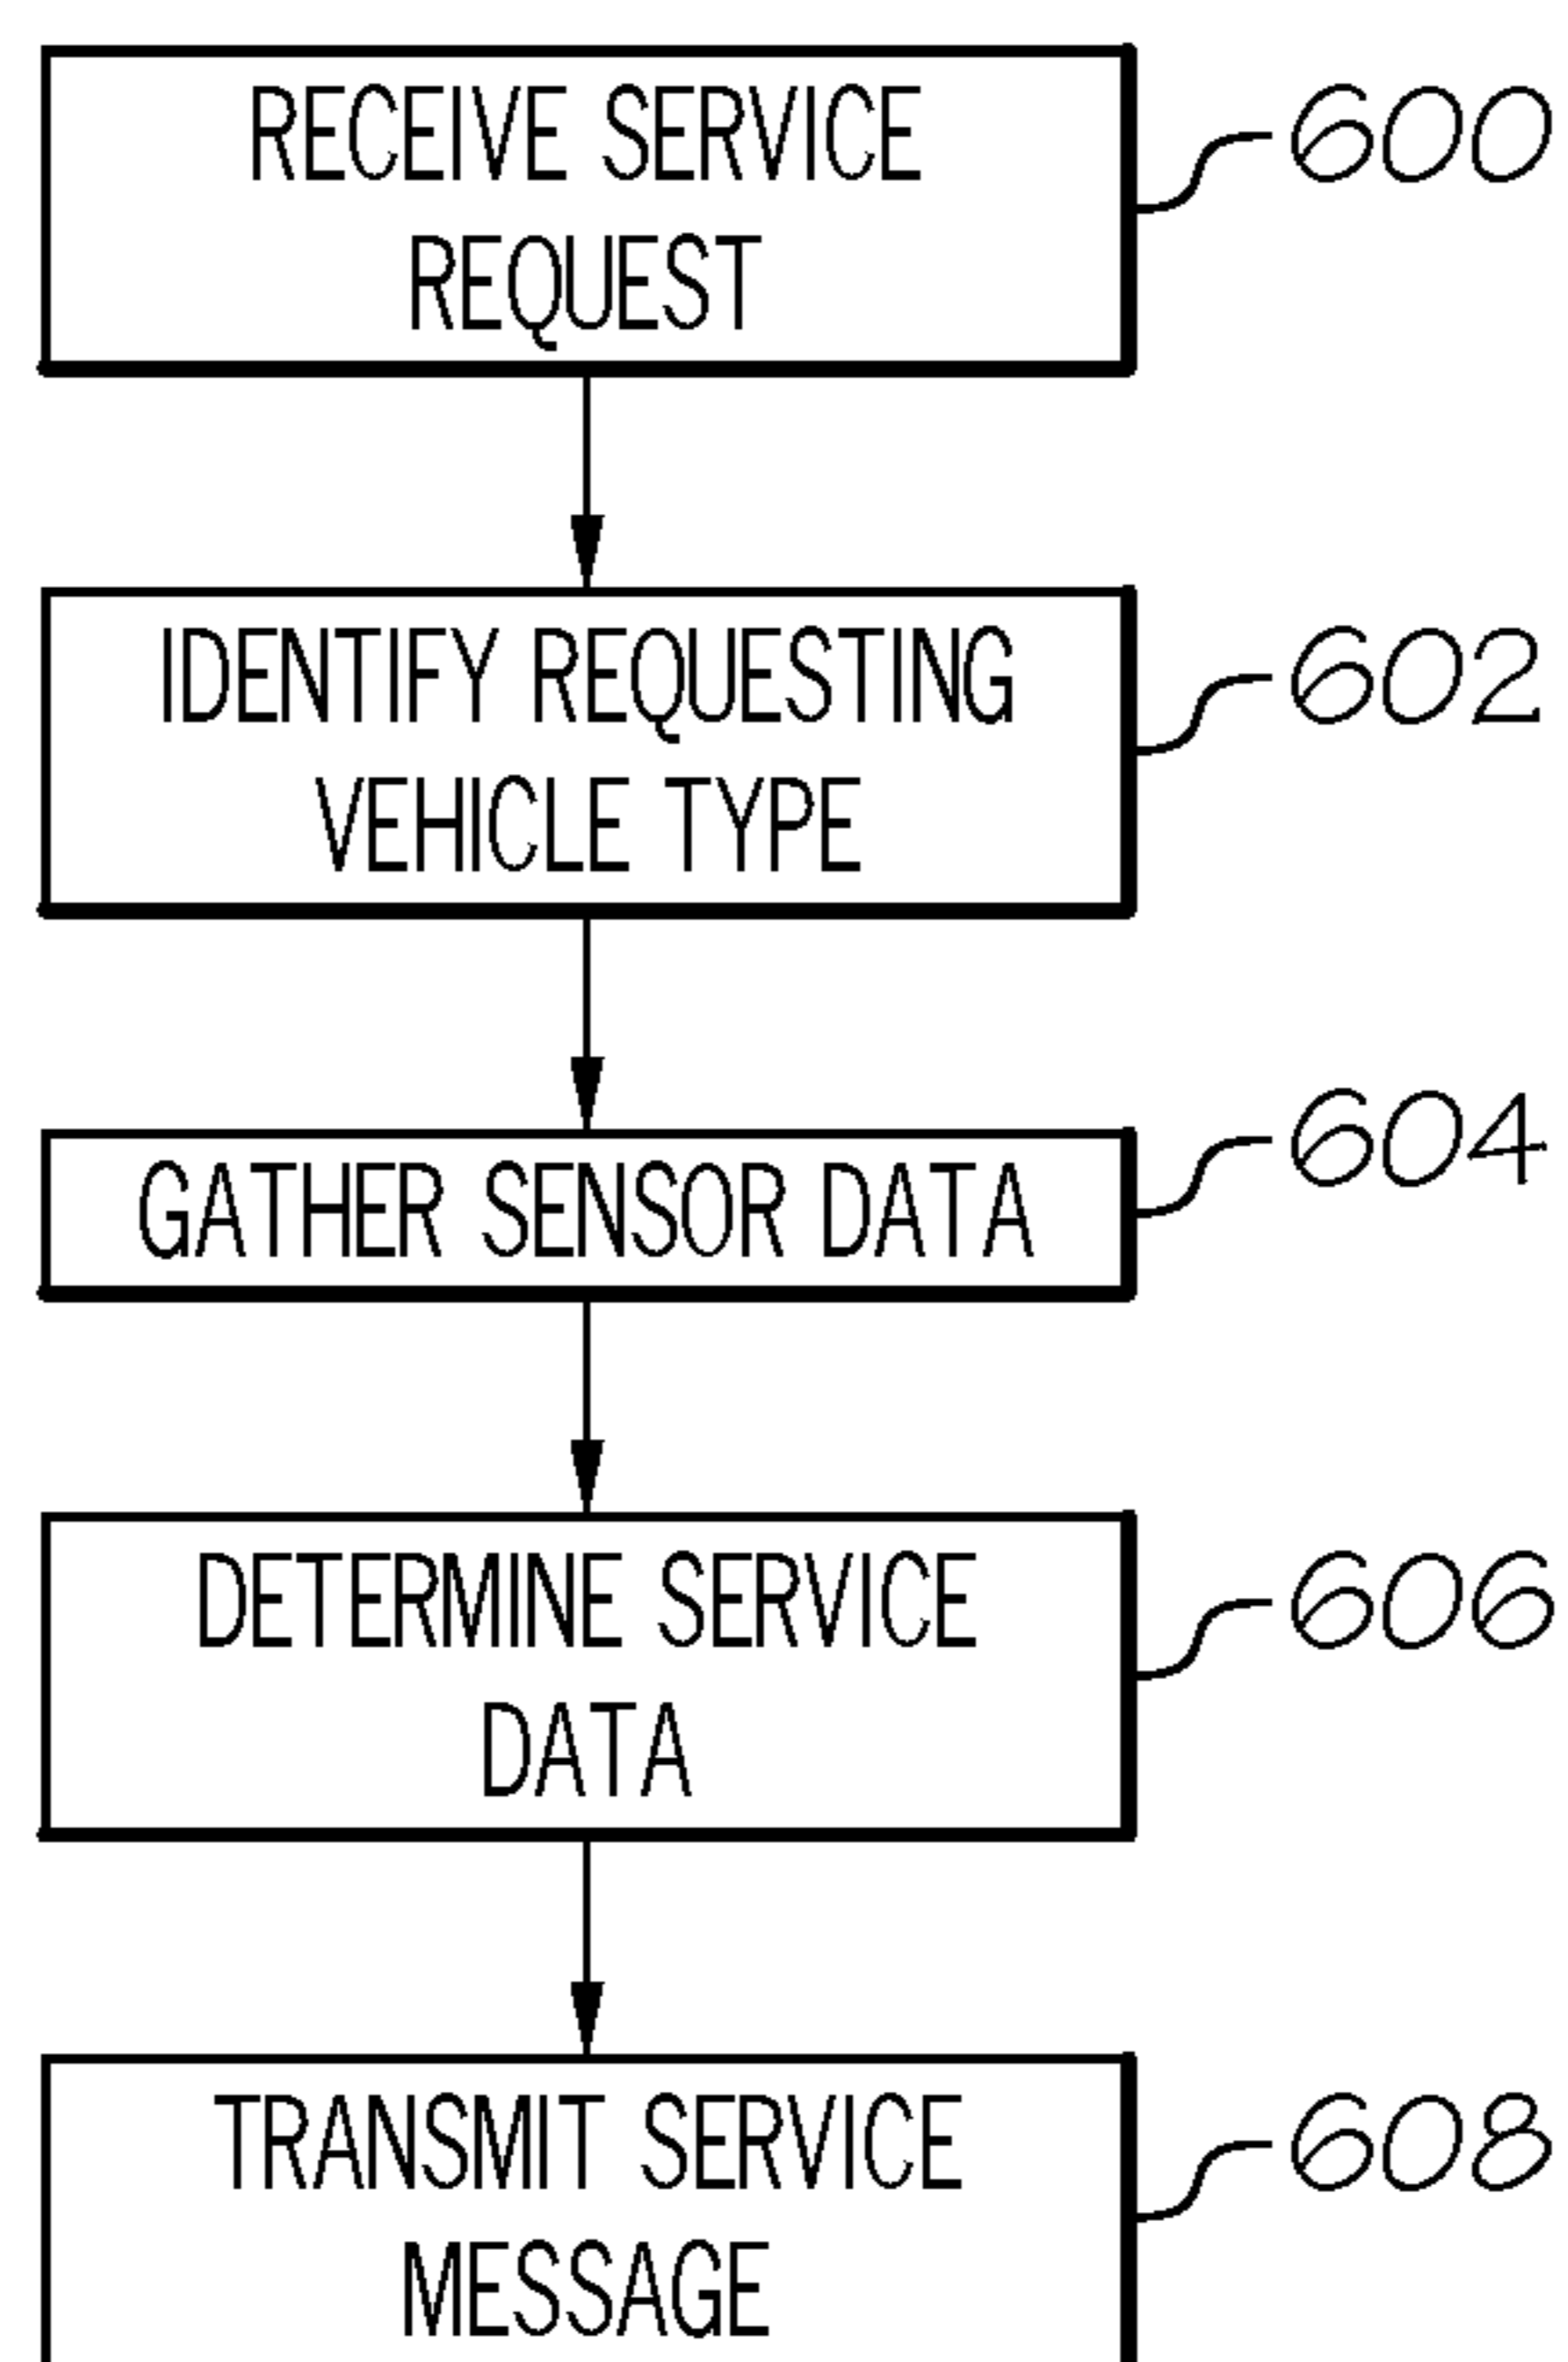 RECEIVE SERVICE
REQUEST
600
IDENTIFY REQUESTING
VEHICLE TYPE
602
GATHER SENSOR DATA
604
DETERMINE SERVICE
DATA
606
TRANSMIT SERVICE
MESSAGE
608